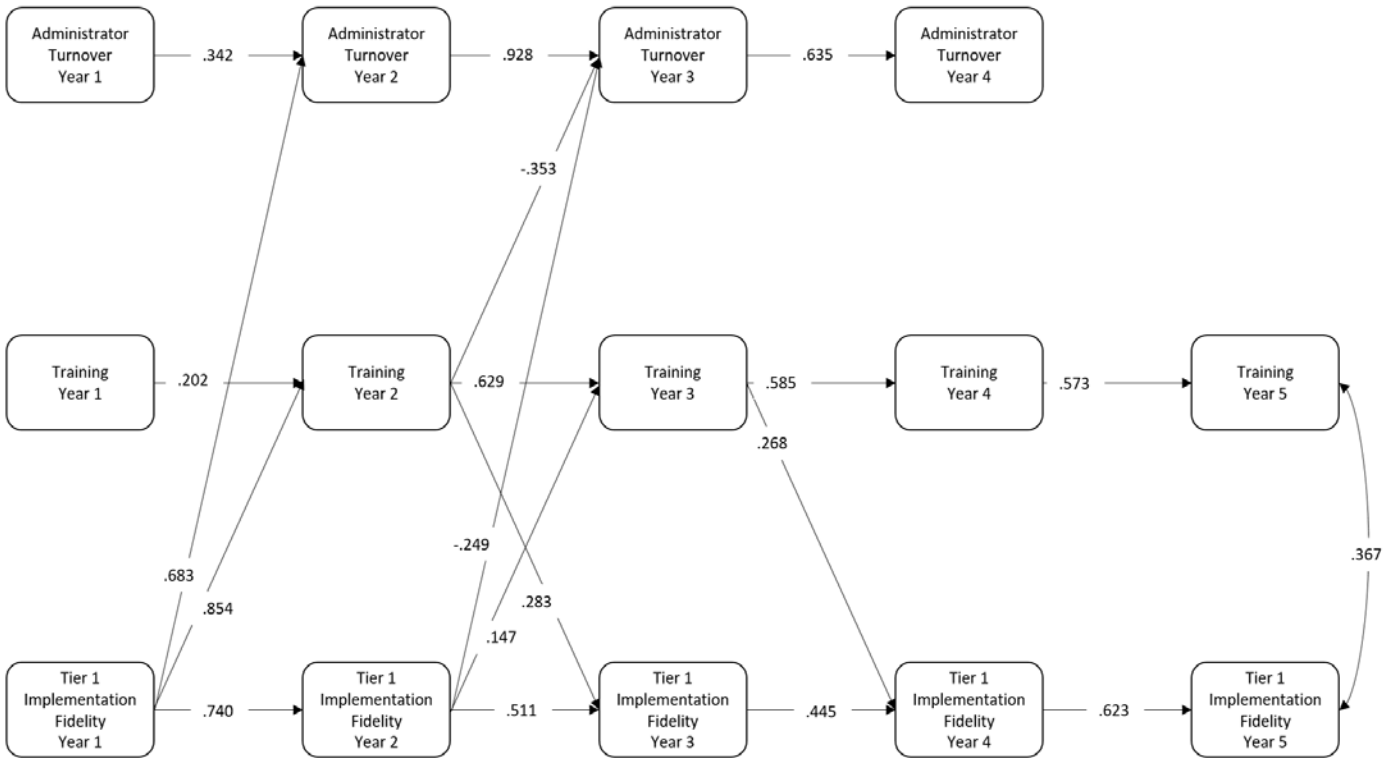 Administrator
Turnover
Year 1
.342
Administrator
Turnover
Year 2
.928
Administrator
Turnover
Year 3
.635
Administrator
Turnover
Year 4
-.353
Training
Year 1
.202
Training
Year 2
.629
Training
Year 3
.585
Training
Year 4
.573
Training
Year 5
.268
-.249
.367
.683
.854
.283
.147
Tier 1
Implementation
Fidelity
Year 1
.740
Tier 1
Implementation
Fidelity
Year 2
.511
Tier 1
Implementation
Fidelity
Year 3
.445
Tier 1
Implementation
Fidelity
Year 4
.623
Tier 1
Implementation
Fidelity
Year 5